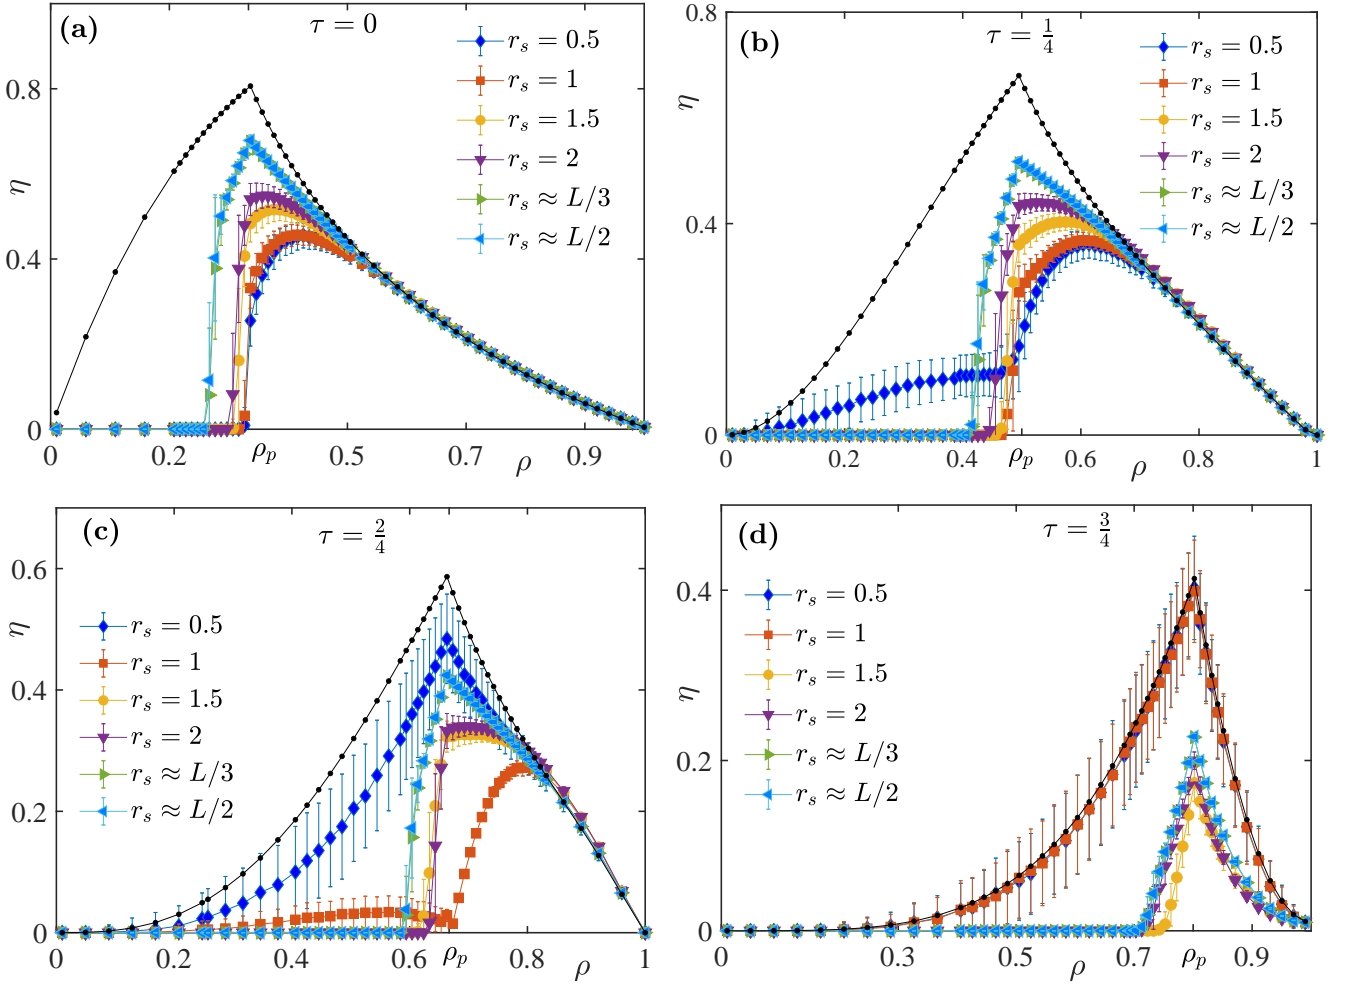 (a)
τ = 0
r_s = 0.5
r_s = 1
r_s = 1.5
r_s = 2
r_s ≈ L/3
r_s ≈ L/2
η
0.8
0.4
0
0.2
ρ_p
0.5
0.7
0.9
ρ
(b)
τ = 1/4
r_s = 0.5
r_s = 1
r_s = 1.5
r_s = 2
r_s ≈ L/3
r_s ≈ L/2
η
0.8
0.4
0
0
0.2
0.4
ρ_p
0.6
0.8
1
ρ
(c)
τ = 2/4
r_s = 0.5
r_s = 1
r_s = 1.5
r_s = 2
r_s ≈ L/3
r_s ≈ L/2
η
0.6
0.4
0.2
0
0
0.2
0.4
0.6
ρ_p
0.8
1
ρ
(d)
τ = 3/4
r_s = 0.5
r_s = 1
r_s = 1.5
r_s = 2
r_s ≈ L/3
r_s ≈ L/2
η
0.4
0.2
0
0
0.3
0.5
0.7
ρ_p
0.9
ρ